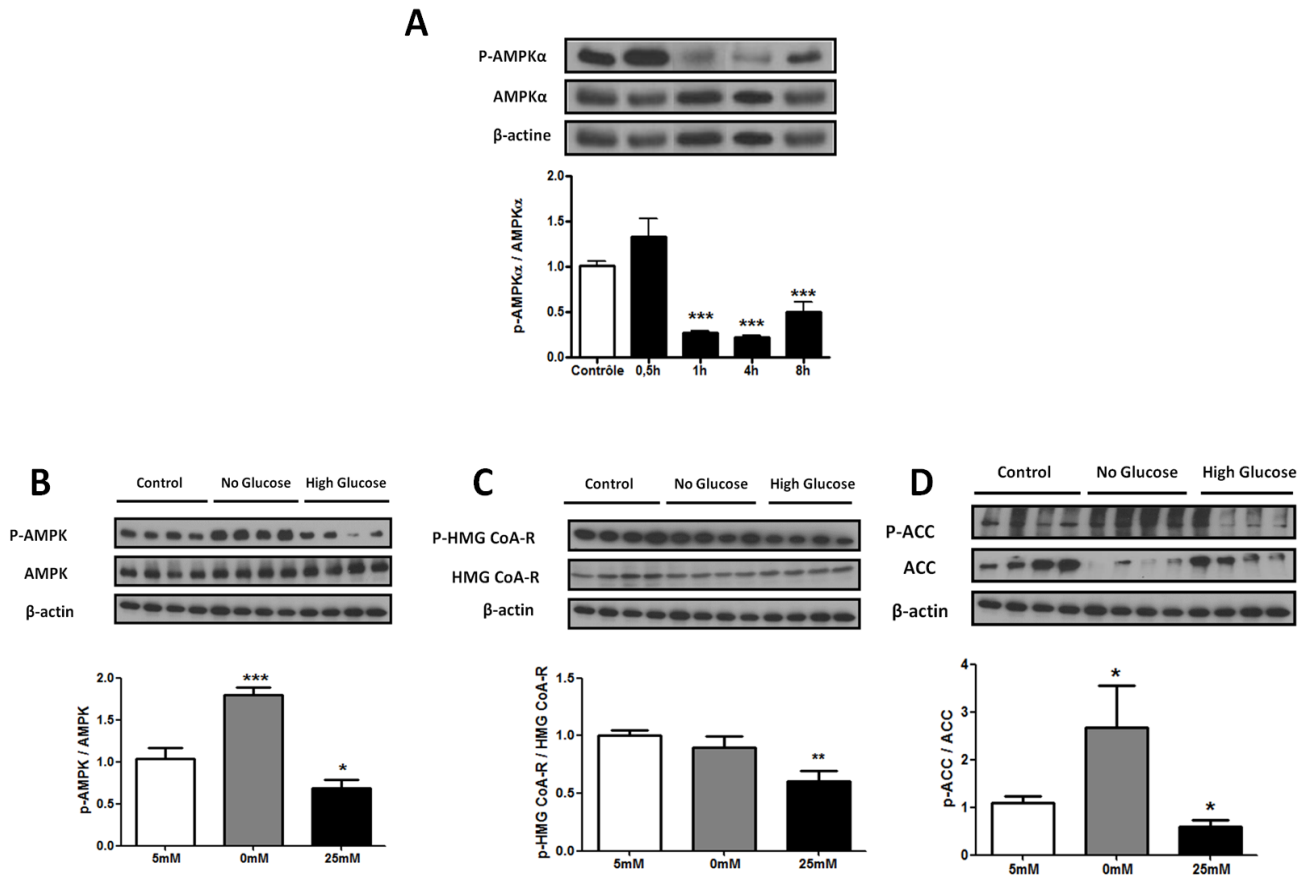 A
P-AMPKα
AMPKα
β-actine
p-AMPKα / AMPKα
2.0
1.5
1.0
0.5
0.0
***
***
***
Contrôle 0,5h 1h 4h 8h
B
Control No Glucose High Glucose
P-AMPK
AMPK
β-actin
p-AMPK / AMPK
2.0
1.5
1.0
0.5
0.0
***
*
5mM 0mM 25mM
C
Control No Glucose High Glucose
P-HMG CoA-R
HMG CoA-R
β-actin
p-HMG CoA-R / HMG CoA-R
1.5
1.0
0.5
0.0
**
5mM 0mM 25mM
D
Control No Glucose High Glucose
P-ACC
ACC
β-actin
p-ACC / ACC
4
3
2
1
0
*
*
5mM 0mM 25mM